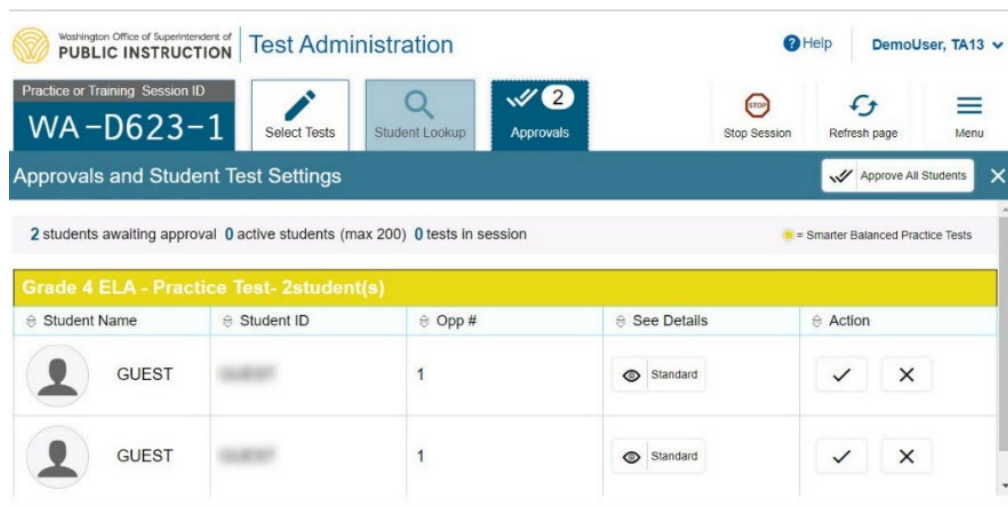 Washington Office of Superintendent of
PUBLIC INSTRUCTION
Test Administration
Help
DemoUser, TA13
Practice or Training Session ID
WA-D623-1
Select Tests
Student Lookup
2
Approvals
STOP
Stop Session
Refresh page
Menu
Approvals and Student Test Settings
Approve All Students
2 students awaiting approval 0 active students (max 200) 0 tests in session
= Smarter Balanced Practice Tests
Grade 4 ELA - Practice Test- 2student(s)
Student Name Student ID Opp # See Details Action
GUEST 1 Standard
GUEST 1 Standard